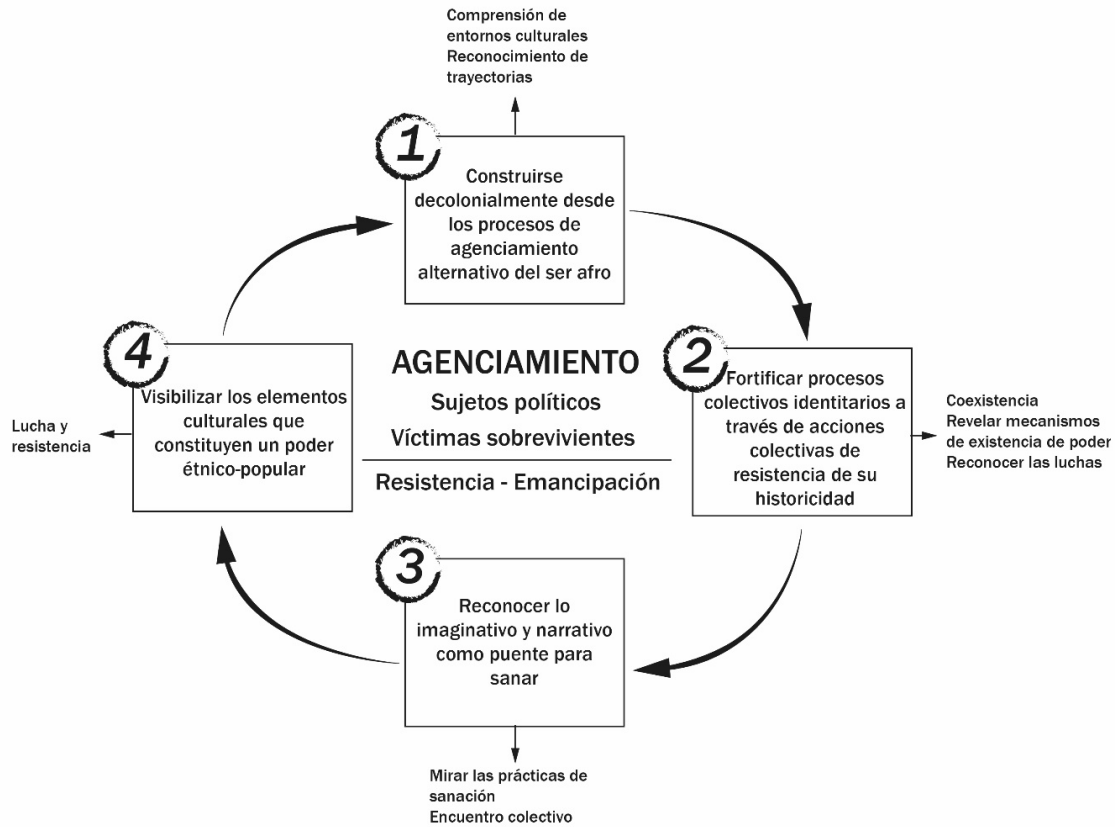 Comprensión de
entornos culturales
Reconocimiento de
trayectorias
1
Construirse
decolonialmente desde
los procesos de
agenciamiento
alternativo del ser afro
2
Fortificar procesos
colectivos identitarios a
través de acciones
colectivas de
resistencia de su
historicidad
Coexistencia
Revelar mecanismos
de existencia de poder
Reconocer las luchas
3
Reconocer lo
imaginativo y narrativo
como puente para
sanar
Mirar las prácticas de
sanación
Encuentro colectivo
4
Visibilizar los elementos
culturales que
constituyen un poder
étnico-popular
Lucha y
resistencia
AGENCIAMIENTO
Sujetos políticos
Víctimas sobrevivientes
Resistencia - Emancipación